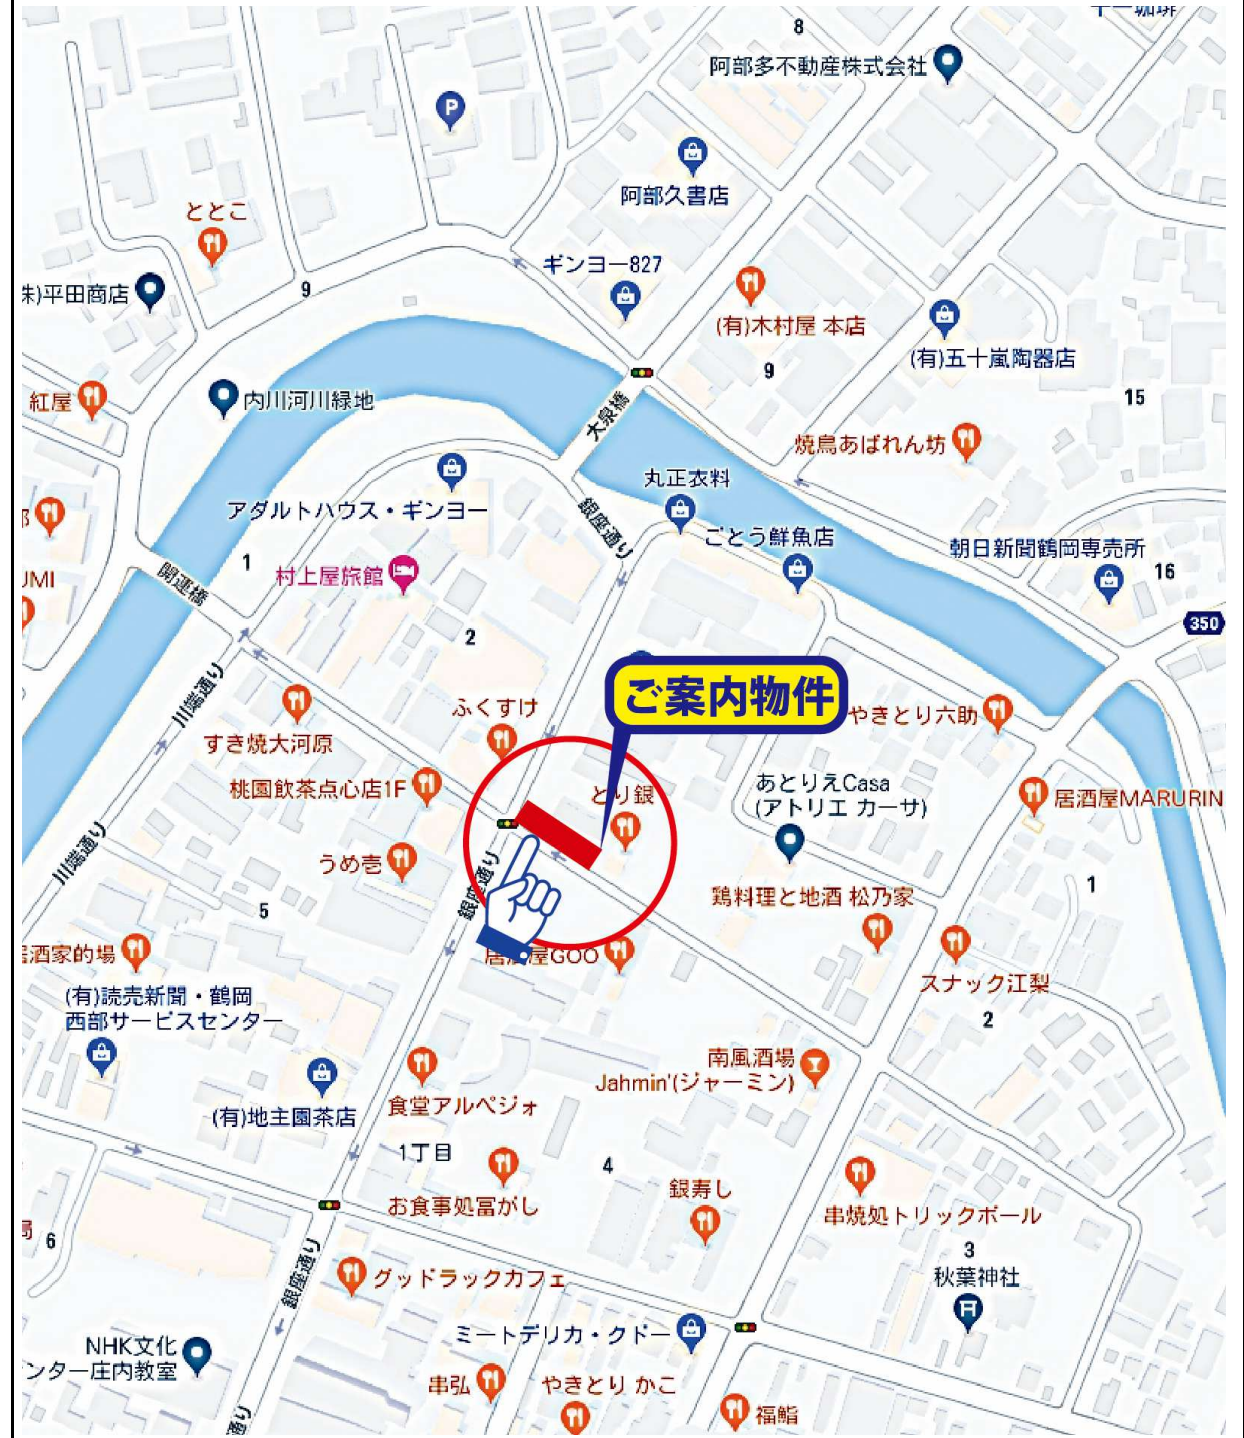 8
阿部多不動産株式会社
P
阿部久書店
ととこ
ギンヨー827
株)平田商店
9
(有)木村屋 本店
(有)五十嵐陶器店
9
紅屋
内川河川緑地
大泉橋
15
焼鳥あばれん坊
丸正衣料
アダルトハウス・ギンヨー
銀座通り
ごとう鮮魚店
朝日新聞鶴岡専売所
1
村上屋旅館
UMI
開運橋
16
350
2
川端通り
ご案内物件
ふくすけ
やきとり六助
すき焼大河原
桃園飲茶点心店1F
とり銀
あとりえCasa
(アトリエ カーサ)
居酒屋MARURIN
川端通り
うめ壱
銀座通り
鶏料理と地酒 松乃家
1
5
居酒屋GOO
酒家的場
スナック江梨
(有)読売新聞・鶴岡
西部サービスセンター
2
南風酒場
Jahmin'(ジャーミン)
(有)地主園茶店
食堂アルペジォ
1丁目
4
お食事処冨がし
銀寿し
串焼処トリックボール
6
3
銀座通り
グッドラックカフェ
秋葉神社
NHK文化
ンター庄内教室
ミートデリカ・クドー
串弘
やきとり かこ
福鮨
通り